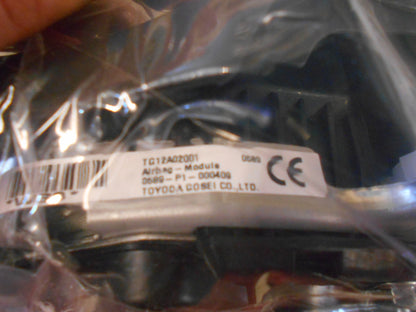 TG12A02001 0589
Airbag-Module
0589-P1-000409
TOYODA GOSEI CO.,LTD.
CE